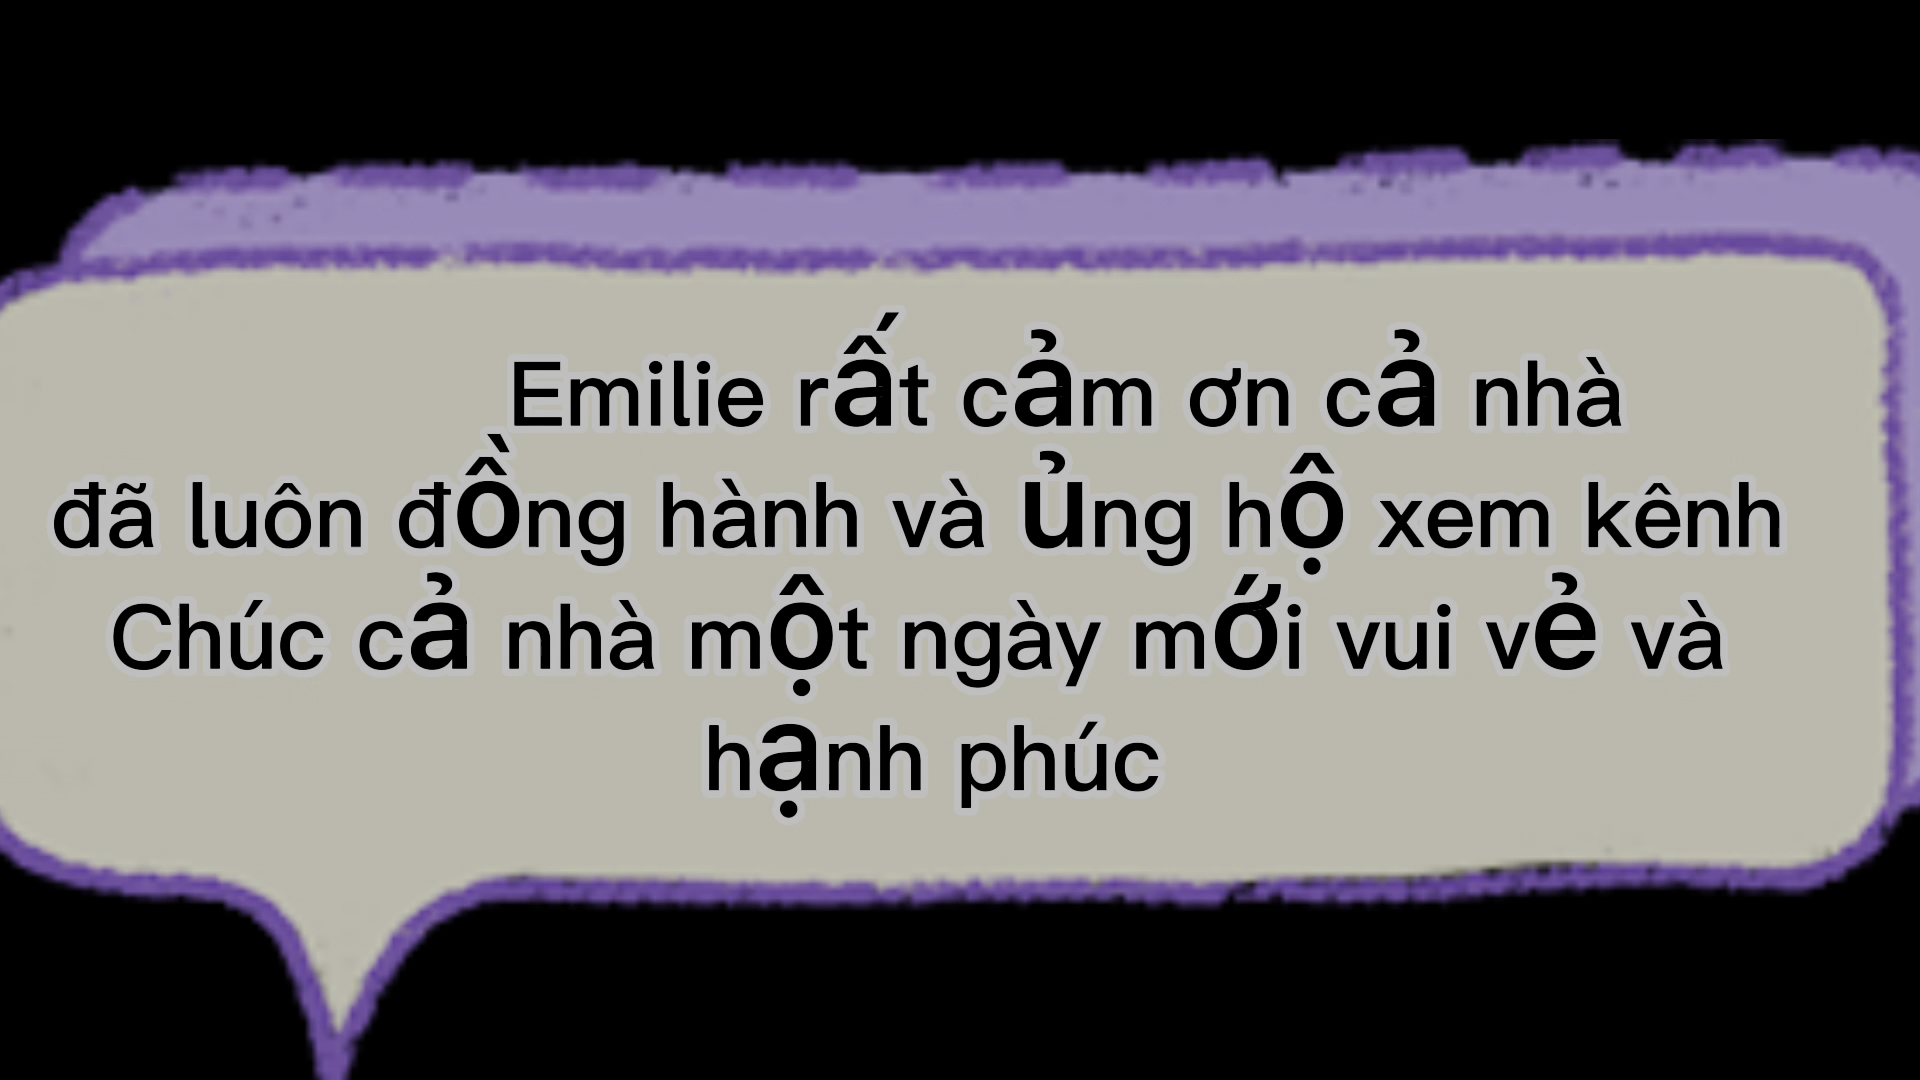 Emilie rất cảm ơn cả nhà
đã luôn đồng hành và ủng hộ xem kênh
Chúc cả nhà một ngày mới vui vẻ và
hạnh phúc